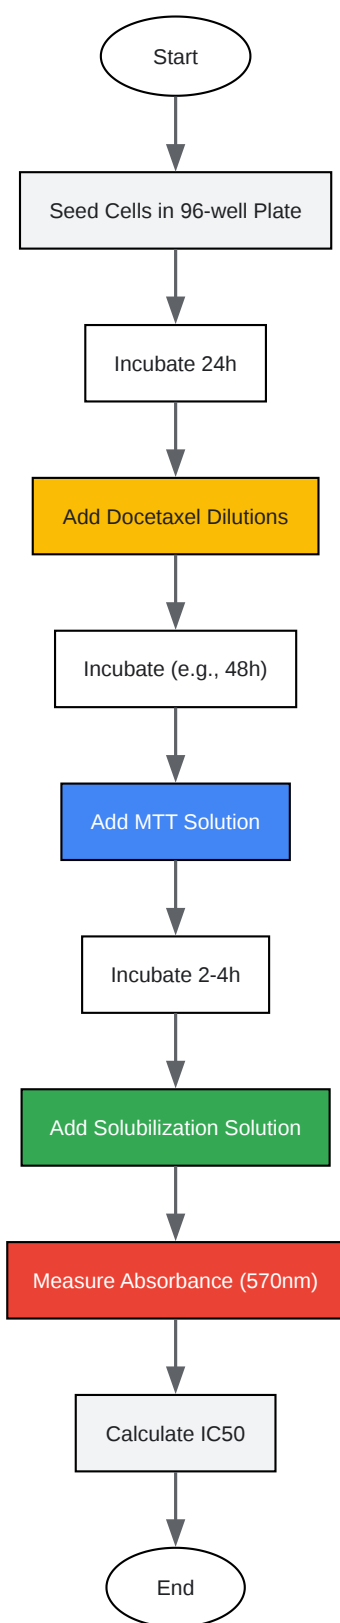 Start
Seed Cells in 96-well Plate
Incubate 24h
Add Docetaxel Dilutions
Incubate (e.g., 48h)
Add MTT Solution
Incubate 2-4h
Add Solubilization Solution
Measure Absorbance (570nm)
Calculate IC50
End